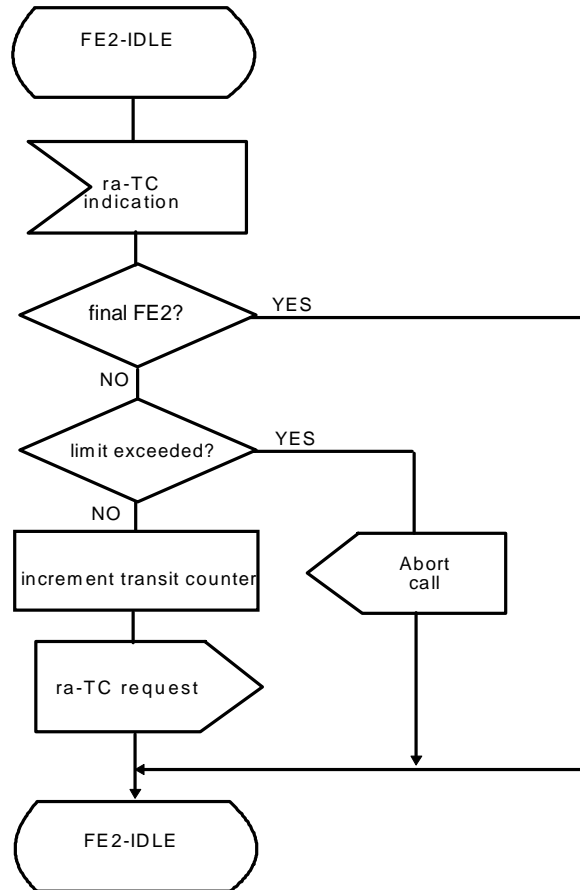 FE2-IDLE
ra-TC
indication
final FE2?
YES
NO
limit exceeded?
YES
NO
increment transit counter
Abort
call
ra-TC request
FE2-IDLE